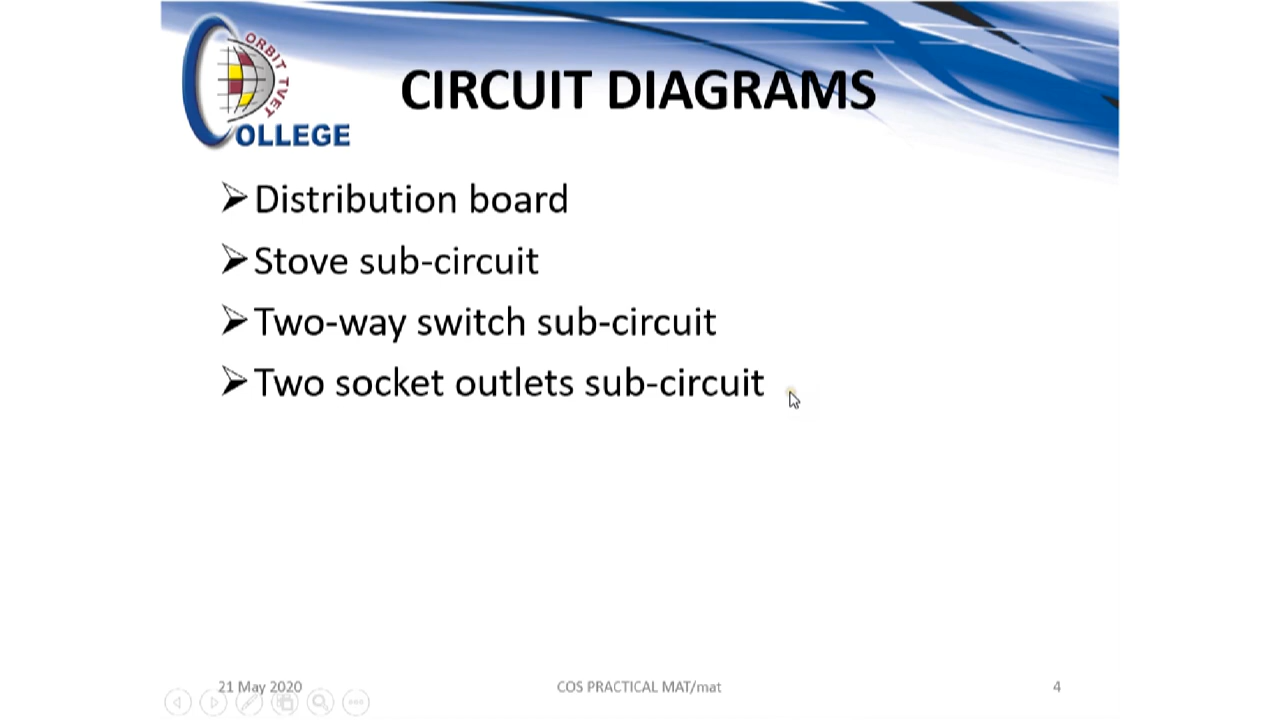 ORBIT TVET
COLLEGE
CIRCUIT DIAGRAMS
Distribution board
Stove sub-circuit
Two-way switch sub-circuit
Two socket outlets sub-circuit
21 May 2020
COS PRACTICAL MAT/mat
4